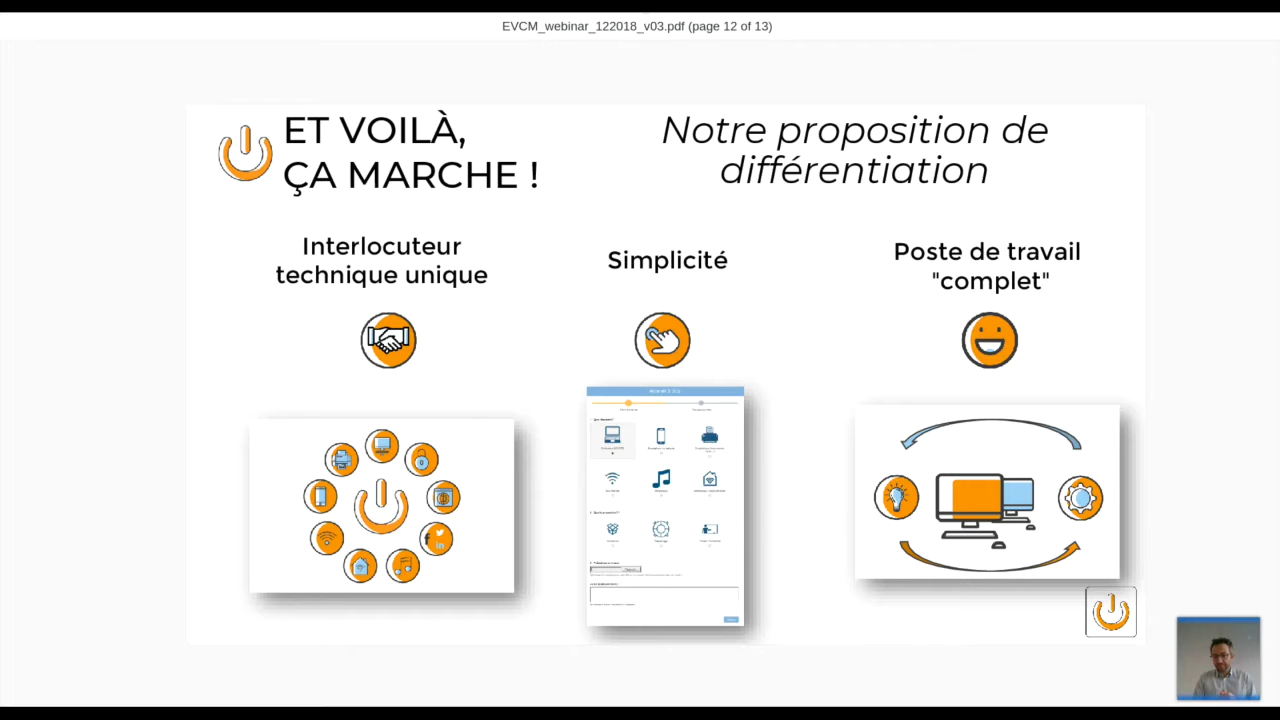 EVCM_webinar_122018_v03.pdf (page 12 of 13)
ET VOILÀ,
ÇA MARCHE !
Notre proposition de
différentiation
Interlocuteur
technique unique
Simplicité
Poste de travail
"complet"